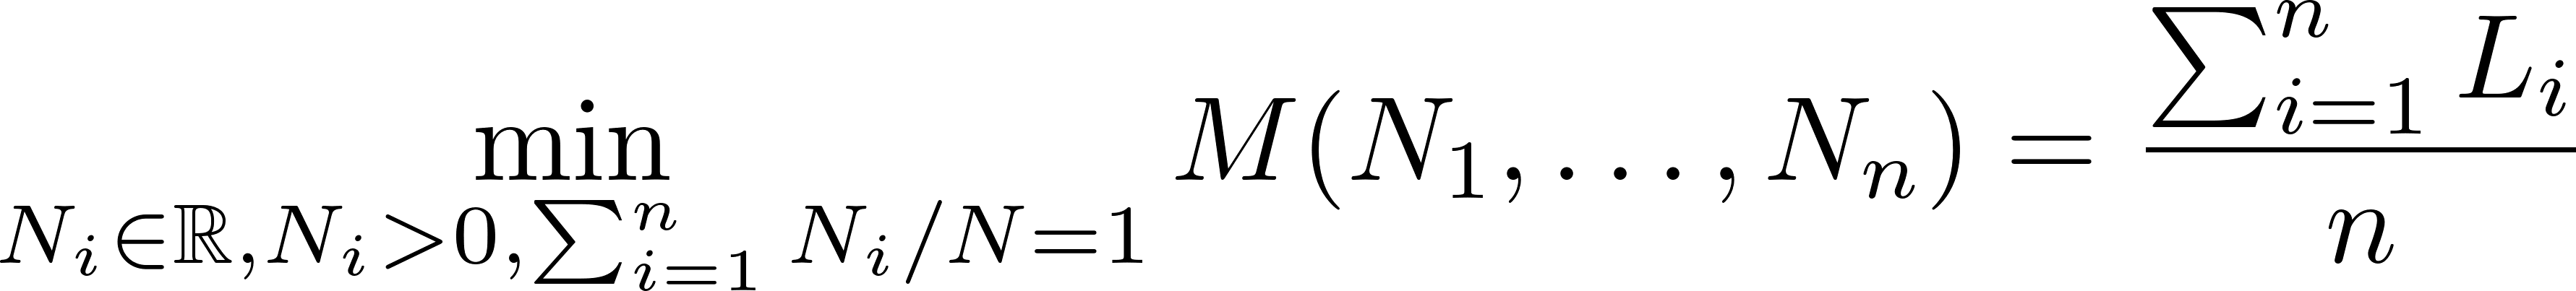 \min_{N_i \in \mathbb{R}, N_i > 0, \sum_{i=1}^{n} N_i/N = 1} M(N_1, \ldots, N_n) = \frac{\sum_{i=1}^{n} L_i}{n}